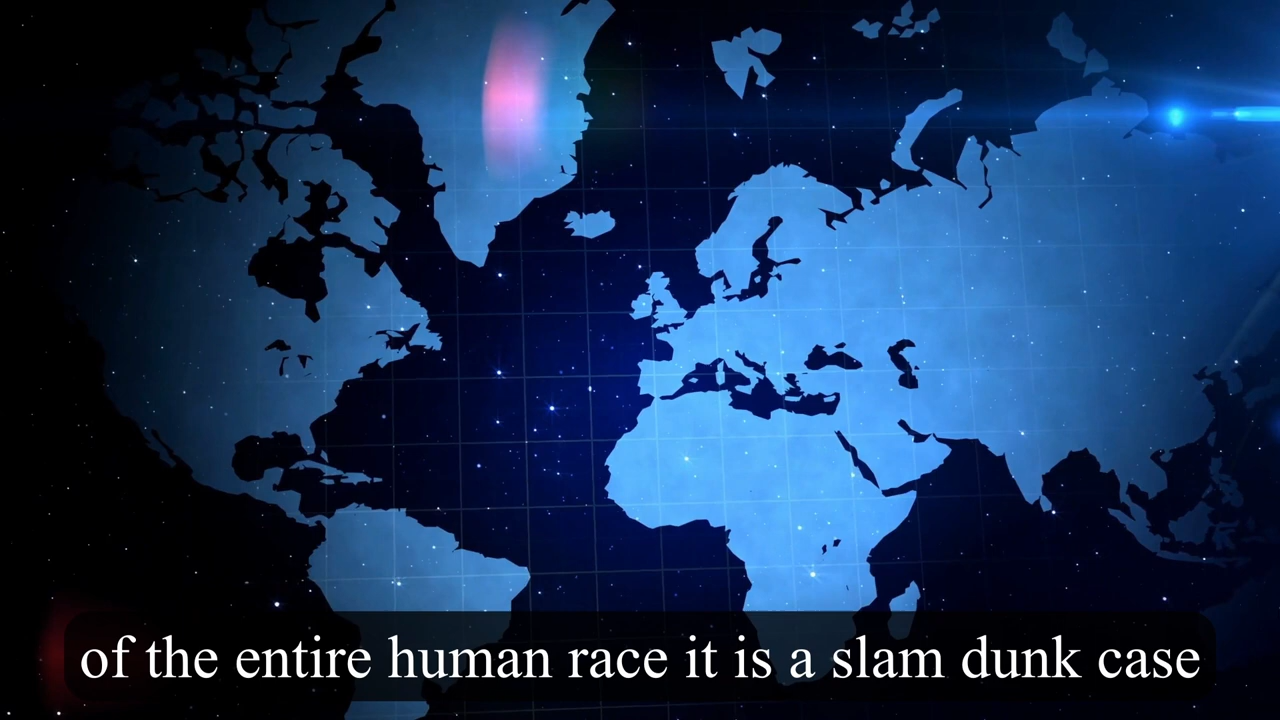 of the entire human race it is a slam dunk case